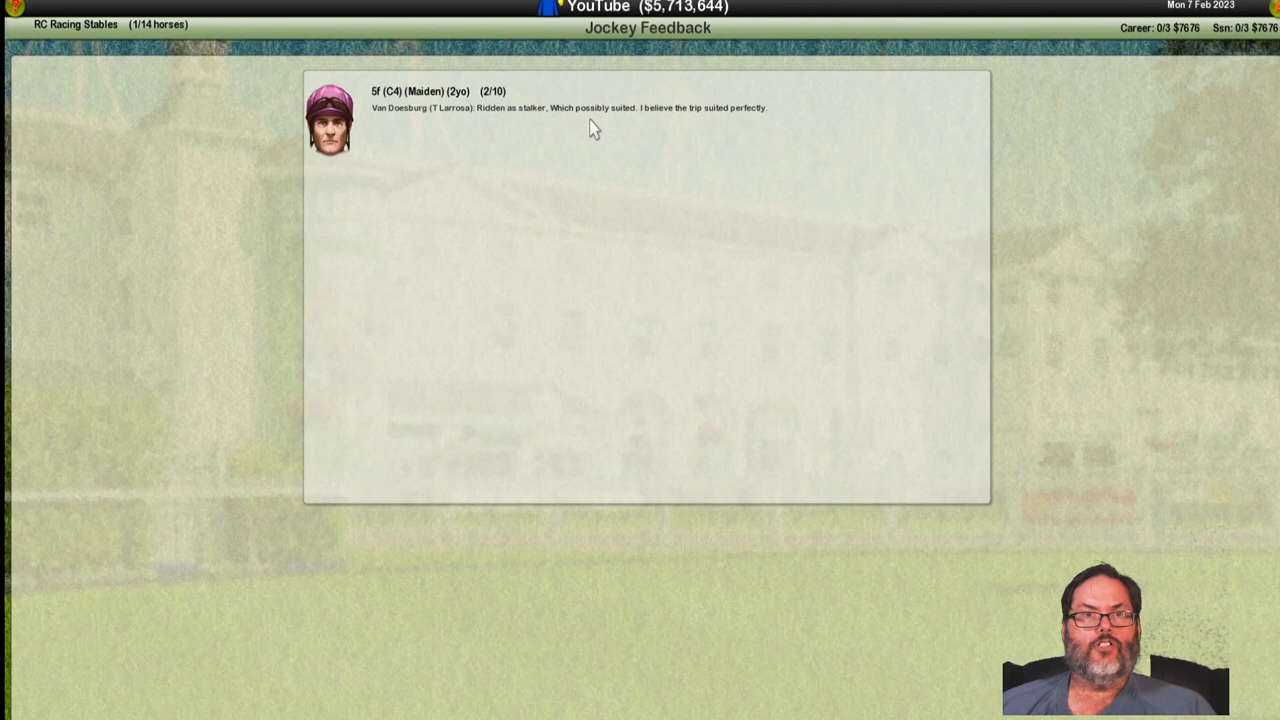 YouTube ($5,713,644)
Mon 7 Feb 2023
RC Racing Stables (1/14 horses)
Jockey Feedback
Career: 0/3 $7676 Ssn: 0/3 $7676
5f (C4) (Maiden) (2yo) (2/10)
Van Doesburg (T Larrosa): Ridden as stalker, Which possibly suited. I believe the trip suited perfectly.